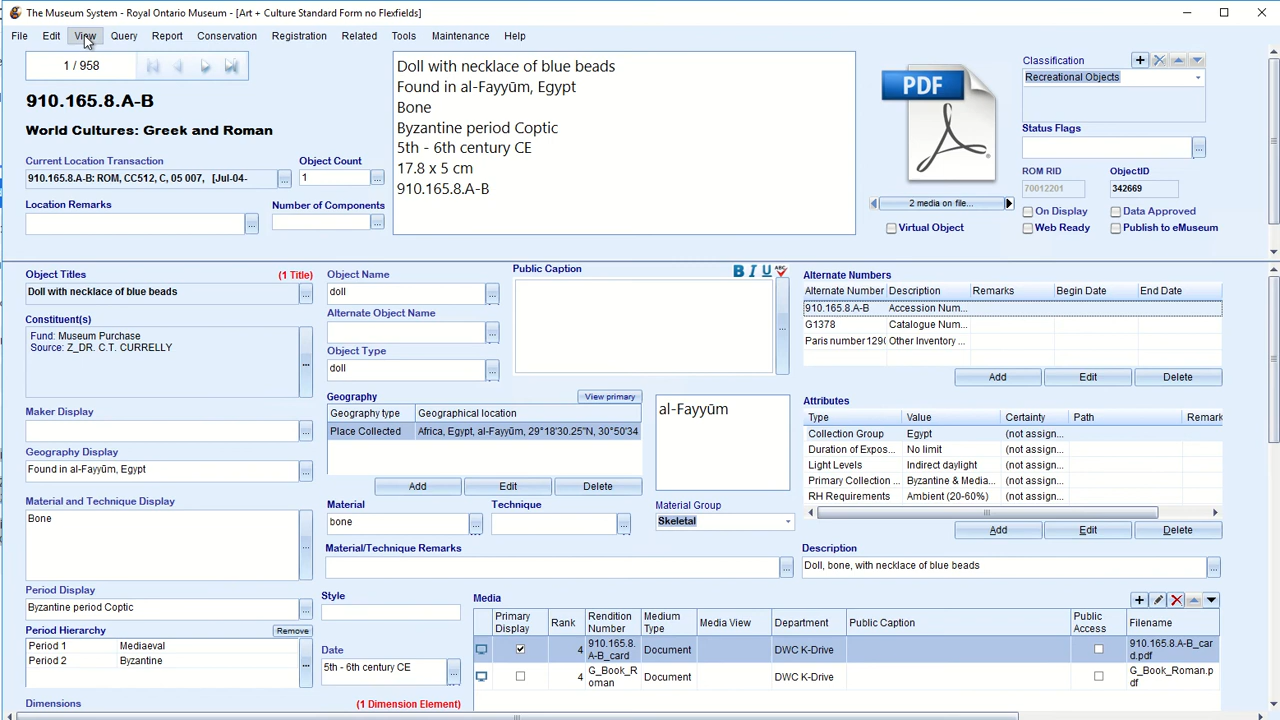 The Museum System - Royal Ontario Museum - [Art + Culture Standard Form no Flexfields]
File Edit View Query Report Conservation Registration Related Tools Maintenance Help
1 / 958
910.165.8.A-B
World Cultures: Greek and Roman
Current Location Transaction
910.165.8.A-B: ROM, CC512, C, 05 007, [Jul-04-
...
Object Count
1
...
Location Remarks
...
Number of Components
...
Doll with necklace of blue beads
Found in al-Fayyūm, Egypt
Bone
Byzantine period Coptic
5th - 6th century CE
17.8 x 5 cm
910.165.8.A-B
PDF
2 media on file...
Virtual Object
Classification
Recreational Objects
Status Flags
...
ROM RID ObjectID
70012201 342669
On Display Data Approved
Web Ready Publish to eMuseum
Object Titles (1 Title)
Doll with necklace of blue beads
...
Constituent(s)
Fund: Museum Purchase
Source: Z_DR. C.T. CURRELLY
...
Maker Display
...
Geography Display
Found in al-Fayyūm, Egypt
...
Material and Technique Display
Bone
...
Period Display
Byzantine period Coptic
...
Period Hierarchy Remove
Period 1 Mediaeval
Period 2 Byzantine
...
Dimensions (1 Dimension Element)
Object Name
doll
...
Alternate Object Name
...
Object Type
doll
...
Public Caption B I U ABC
...
Geography View primary
Geography type Geographical location
Place Collected Africa, Egypt, al-Fayyūm, 29°18'30.25"N, 30°50'34
Add Edit Delete
al-Fayyūm
Material Technique Material Group
bone ... ... Skeletal
Material/Technique Remarks
...
Style
Date
5th - 6th century CE
...
Alternate Numbers
Alternate Number Description Remarks Begin Date End Date
910.165.8.A-B Accession Num...
G1378 Catalogue Num...
Paris number 1290 Other Inventory ...
Add Edit Delete
Attributes
Type Value Certainty Path Remark
Collection Group Egypt (not assign...
Duration of Expos... No limit (not assign...
Light Levels Indirect daylight (not assign...
Primary Collection ... Byzantine & Media... (not assign...
RH Requirements Ambient (20-60%) (not assign...
Add Edit Delete
Description
Doll, bone, with necklace of blue beads
...
Media
Primary Display Rank Rendition Number Medium Type Media View Department Public Caption Public Access Filename
4 910.165.8.A-B_card Document DWC K-Drive 910.165.8.A-B_card.pdf
4 G_Book_Roman Document DWC K-Drive G_Book_Roman.pdf